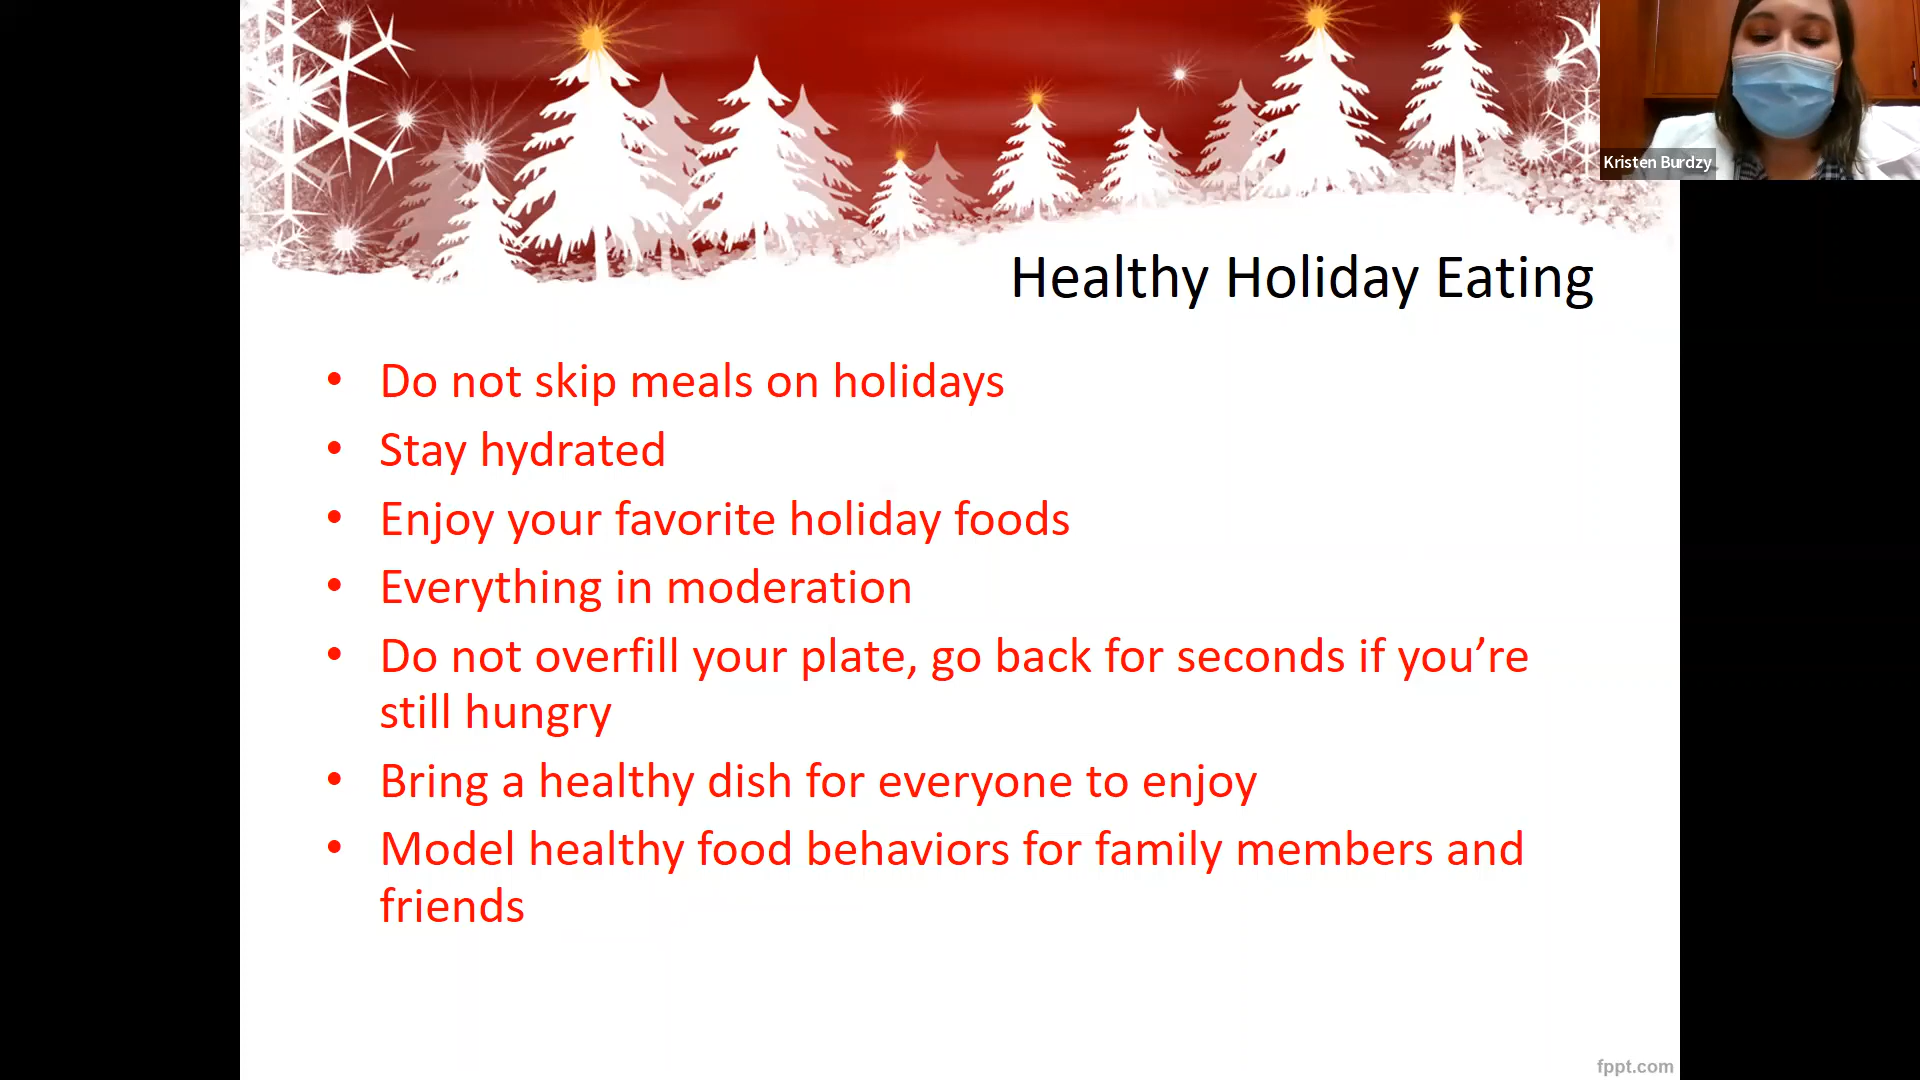 Kristen Burdzy
Healthy Holiday Eating
• Do not skip meals on holidays
• Stay hydrated
• Enjoy your favorite holiday foods
• Everything in moderation
• Do not overfill your plate, go back for seconds if you’re
still hungry
• Bring a healthy dish for everyone to enjoy
• Model healthy food behaviors for family members and
friends
fppt.com